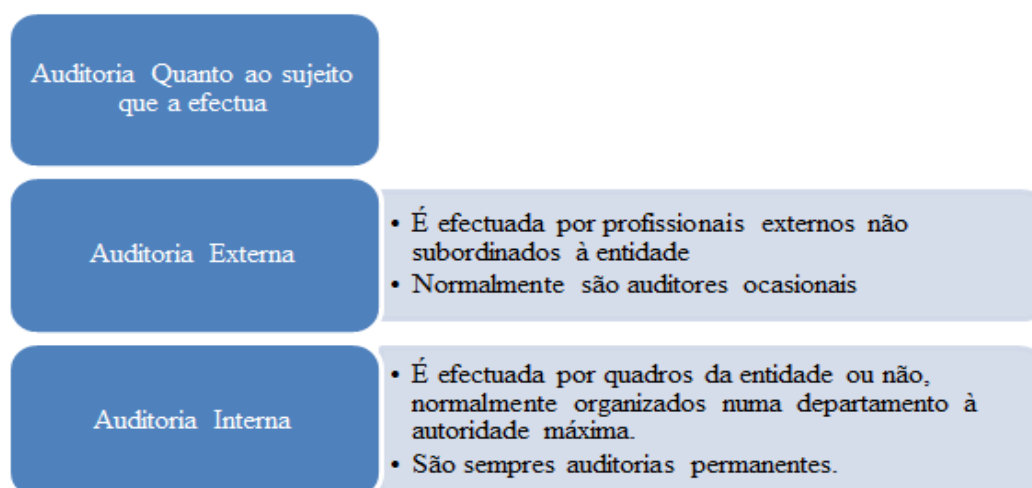 Auditoria Quanto ao sujeito
que a efectua
Auditoria Externa
• É efectuada por profissionais externos não
subordinados à entidade
• Normalmente são auditores ocasionais
Auditoria Interna
• É efectuada por quadros da entidade ou não,
normalmente organizados numa departamento à
autoridade máxima.
• São sempres auditorias permanentes.